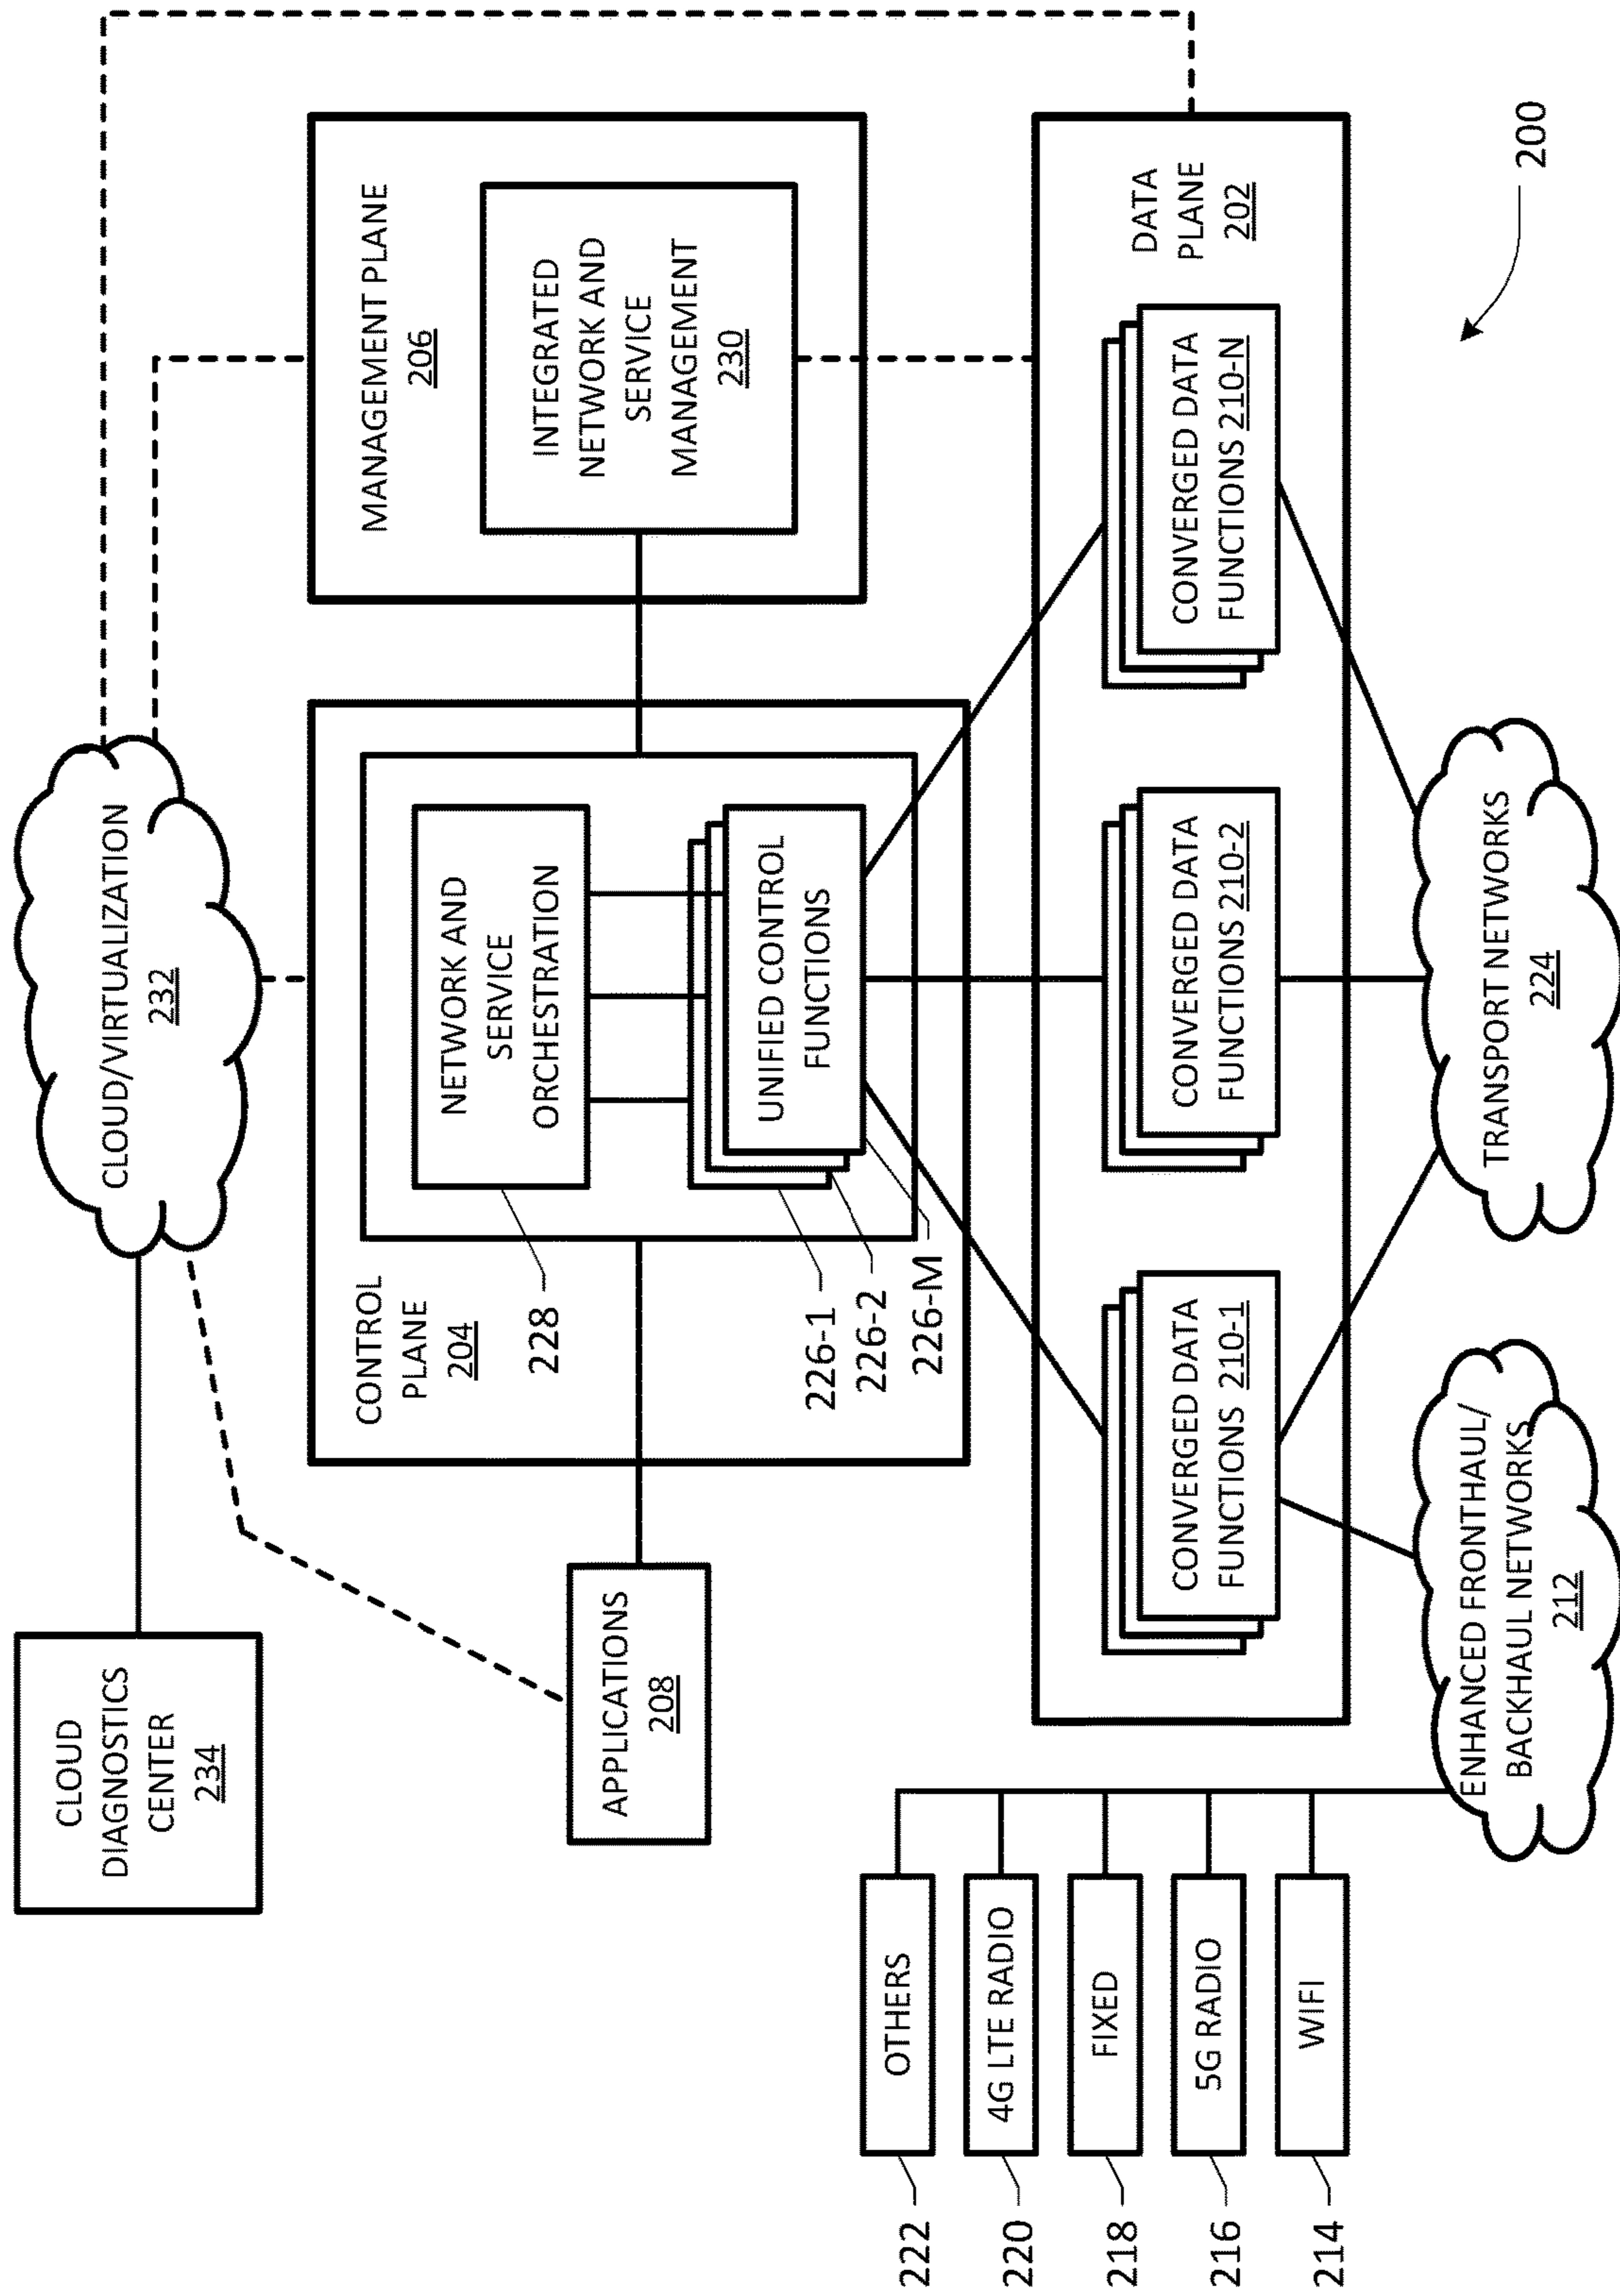 CLOUD
DIAGNOSTICS
CENTER
234
CLOUD/VIRTUALIZATION
232
CONTROL
PLANE
204
NETWORK AND
SERVICE
ORCHESTRATION
228
UNIFIED CONTROL
FUNCTIONS
226-1
226-2
226-M
MANAGEMENT PLANE
206
INTEGRATED
NETWORK AND
SERVICE
MANAGEMENT
230
APPLICATIONS
208
222
OTHERS
220
4G LTE RADIO
218
FIXED
216
5G RADIO
214
WIFI
CONVERGED DATA
FUNCTIONS 210-1
CONVERGED DATA
FUNCTIONS 210-2
CONVERGED DATA
FUNCTIONS 210-N
DATA
PLANE
202
ENHANCED FRONTHAUL/
BACKHAUL NETWORKS
212
TRANSPORT NETWORKS
224
200